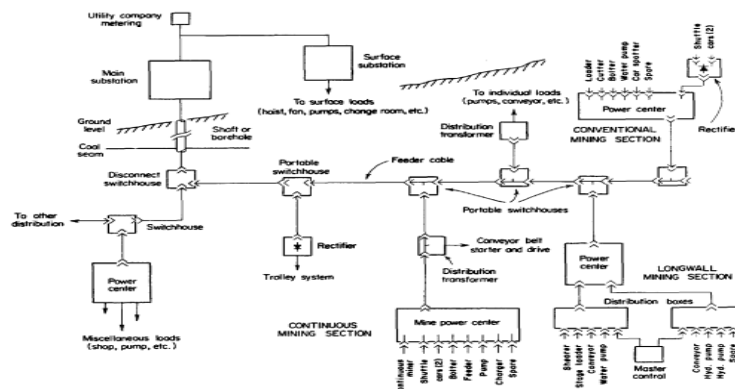 Utility company
metering
Main
substation
Surface
substation
To surface loads
(hoist, fan, pumps, change room, etc.)
Ground
level
Shaft or
borehole
Coal
seam
Disconnect
switchhouse
Portable
switchhouse
Feeder cable
To individual loads
(pumps, conveyor, etc.)
Distribution
transformer
Loader
Cutter
Bolter
Water pump
Car spotter
Spare
Shuttle
cars(2)
Power center
Rectifier
CONVENTIONAL
MINING SECTION
Portable switchhouses
To other
distribution
Switchhouse
Power
center
Miscellaneous loads
(shop, pump, etc.)
Rectifier
Trolley system
Conveyor belt
starter and drive
Distribution
transformer
CONTINUOUS
MINING SECTION
Mine power center
Continuous
miner
Shuttle
cars(2)
Bolter
Feeder
Pump
Charger
Spare
Power
center
LONGWALL
MINING SECTION
Distribution boxes
Shearer
Stage loader
Conveyor
Water pump
Master
control
Conveyor
Hyd. pump
Hyd. pump
Spare